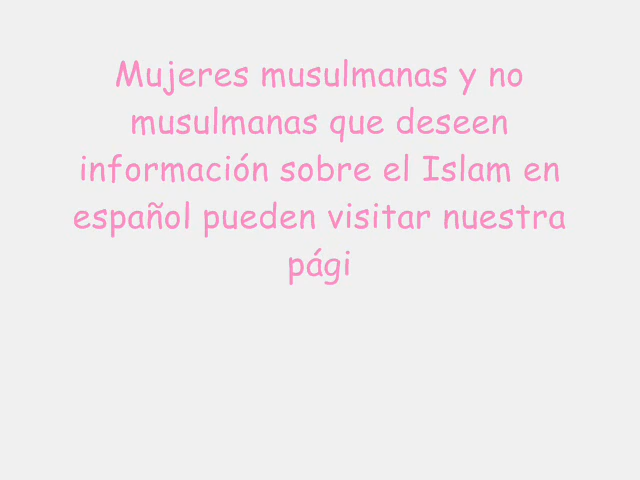 Mujeres musulmanas y no
musulmanas que deseen
información sobre el Islam en
español pueden visitar nuestra
pági